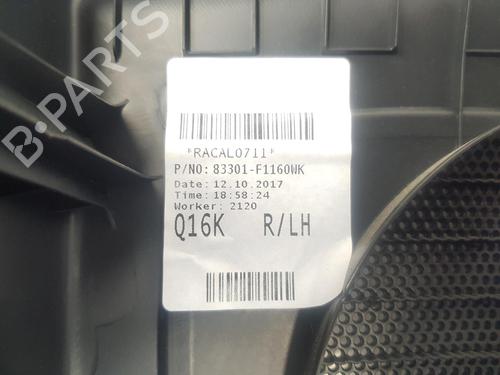 *RACAL0711*
P/NO: 83301-F1160WK
Date: 12.10.2017
Time: 18:58:24
Worker: 2120
Q16K R/LH
B-PARTS